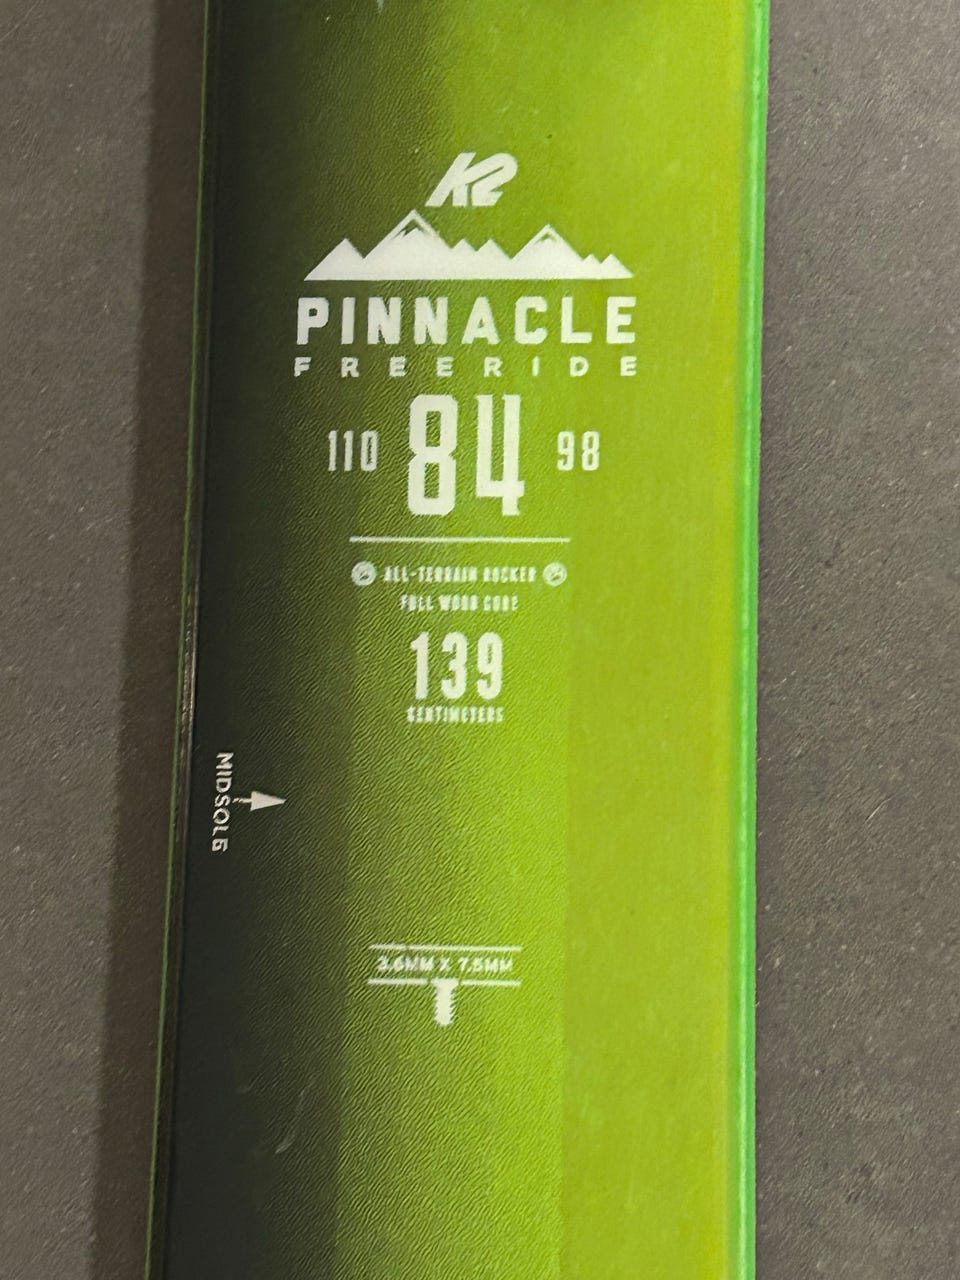 K2
PINNACLE
FREERIDE
110 84 98
ALL-TERRAIN ROCKER
FULL WOOD CORE
139
CENTIMETERS
MIDSOLE
3.6MM X 7.5MM